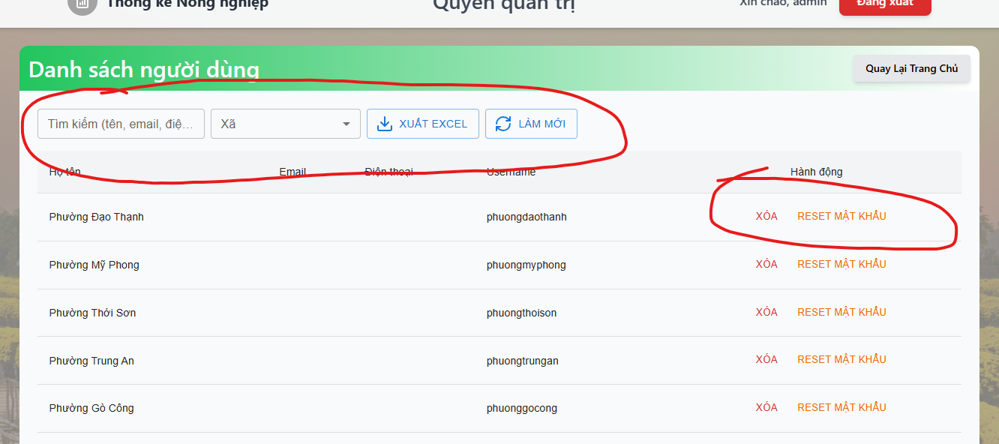 Thống kê Nông nghiệp
Quyền quản trị
Xin chào, admin
Đăng xuất
Danh sách người dùng
Quay Lại Trang Chủ
Tìm kiếm (tên, email, điệ...
Xã
XUẤT EXCEL
LÀM MỚI
Họ tên Email Điện thoại Username Hành động
Phường Đạo Thạnh phuongdaothanh XÓA RESET MẬT KHẨU
Phường Mỹ Phong phuongmyphong XÓA RESET MẬT KHẨU
Phường Thới Sơn phuongthoison XÓA RESET MẬT KHẨU
Phường Trung An phuongtrungan XÓA RESET MẬT KHẨU
Phường Gò Công phuonggocong XÓA RESET MẬT KHẨU